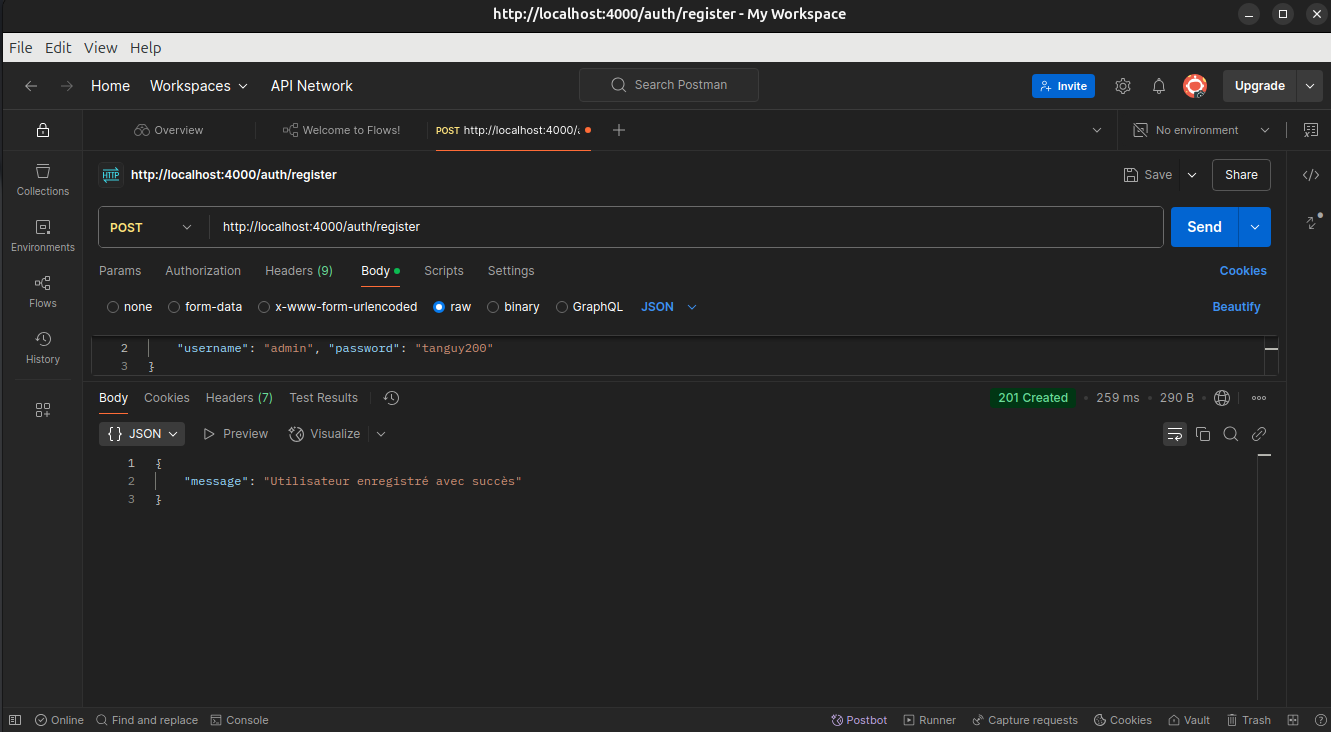 http://localhost:4000/auth/register - My Workspace
File Edit View Help
Home Workspaces API Network Search Postman Invite Upgrade
Overview Welcome to Flows! POST http://localhost:4000/a No environment
HTTP http://localhost:4000/auth/register Save Share
Collections
POST http://localhost:4000/auth/register Send
Environments
Params Authorization Headers (9) Body Scripts Settings Cookies
Flows
none form-data x-www-form-urlencoded raw binary GraphQL JSON Beautify
History
2 "username": "admin", "password": "tanguy200"
3 }
Body Cookies Headers (7) Test Results 201 Created • 259 ms • 290 B
{} JSON Preview Visualize
1 {
2 "message": "Utilisateur enregistré avec succès"
3 }
Online Find and replace Console Postbot Runner Capture requests Cookies Vault Trash